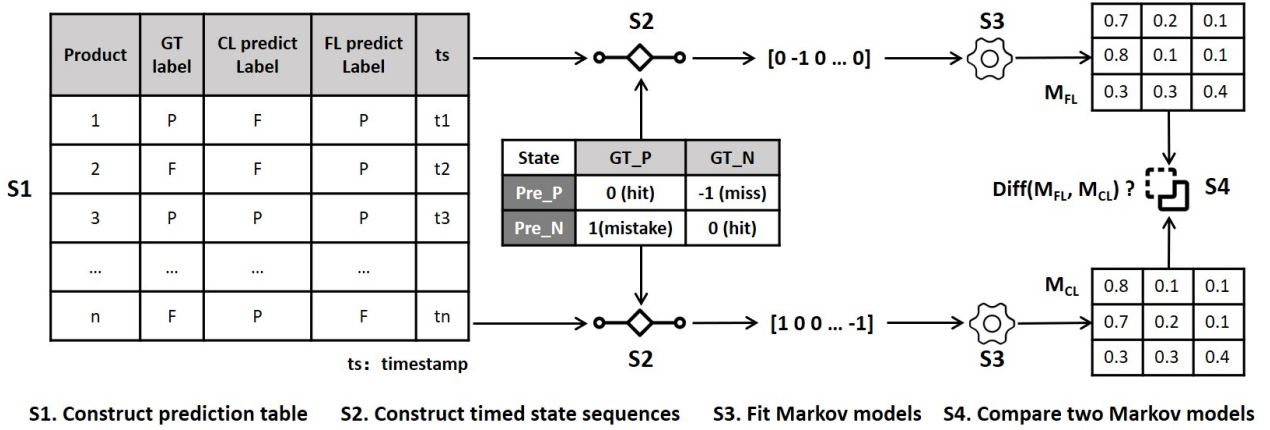 S1
Product | GT label | CL predict Label | FL predict Label | ts
1 | P | F | P | t1
2 | F | F | P | t2
3 | P | P | P | t3
... | ... | ... | ...
n | F | P | F | tn
ts: timestamp
S2
[0 -1 0 ... 0]
S3
M_FL
0.7 | 0.2 | 0.1
0.8 | 0.1 | 0.1
0.3 | 0.3 | 0.4
State | GT_P | GT_N
Pre_P | 0 (hit) | -1 (miss)
Pre_N | 1(mistake) | 0 (hit)
Diff(M_FL, M_CL) ?
S4
S2
[1 0 0 ... -1]
S3
M_CL
0.8 | 0.1 | 0.1
0.7 | 0.2 | 0.1
0.3 | 0.3 | 0.4
S1. Construct prediction table S2. Construct timed state sequences S3. Fit Markov models S4. Compare two Markov models